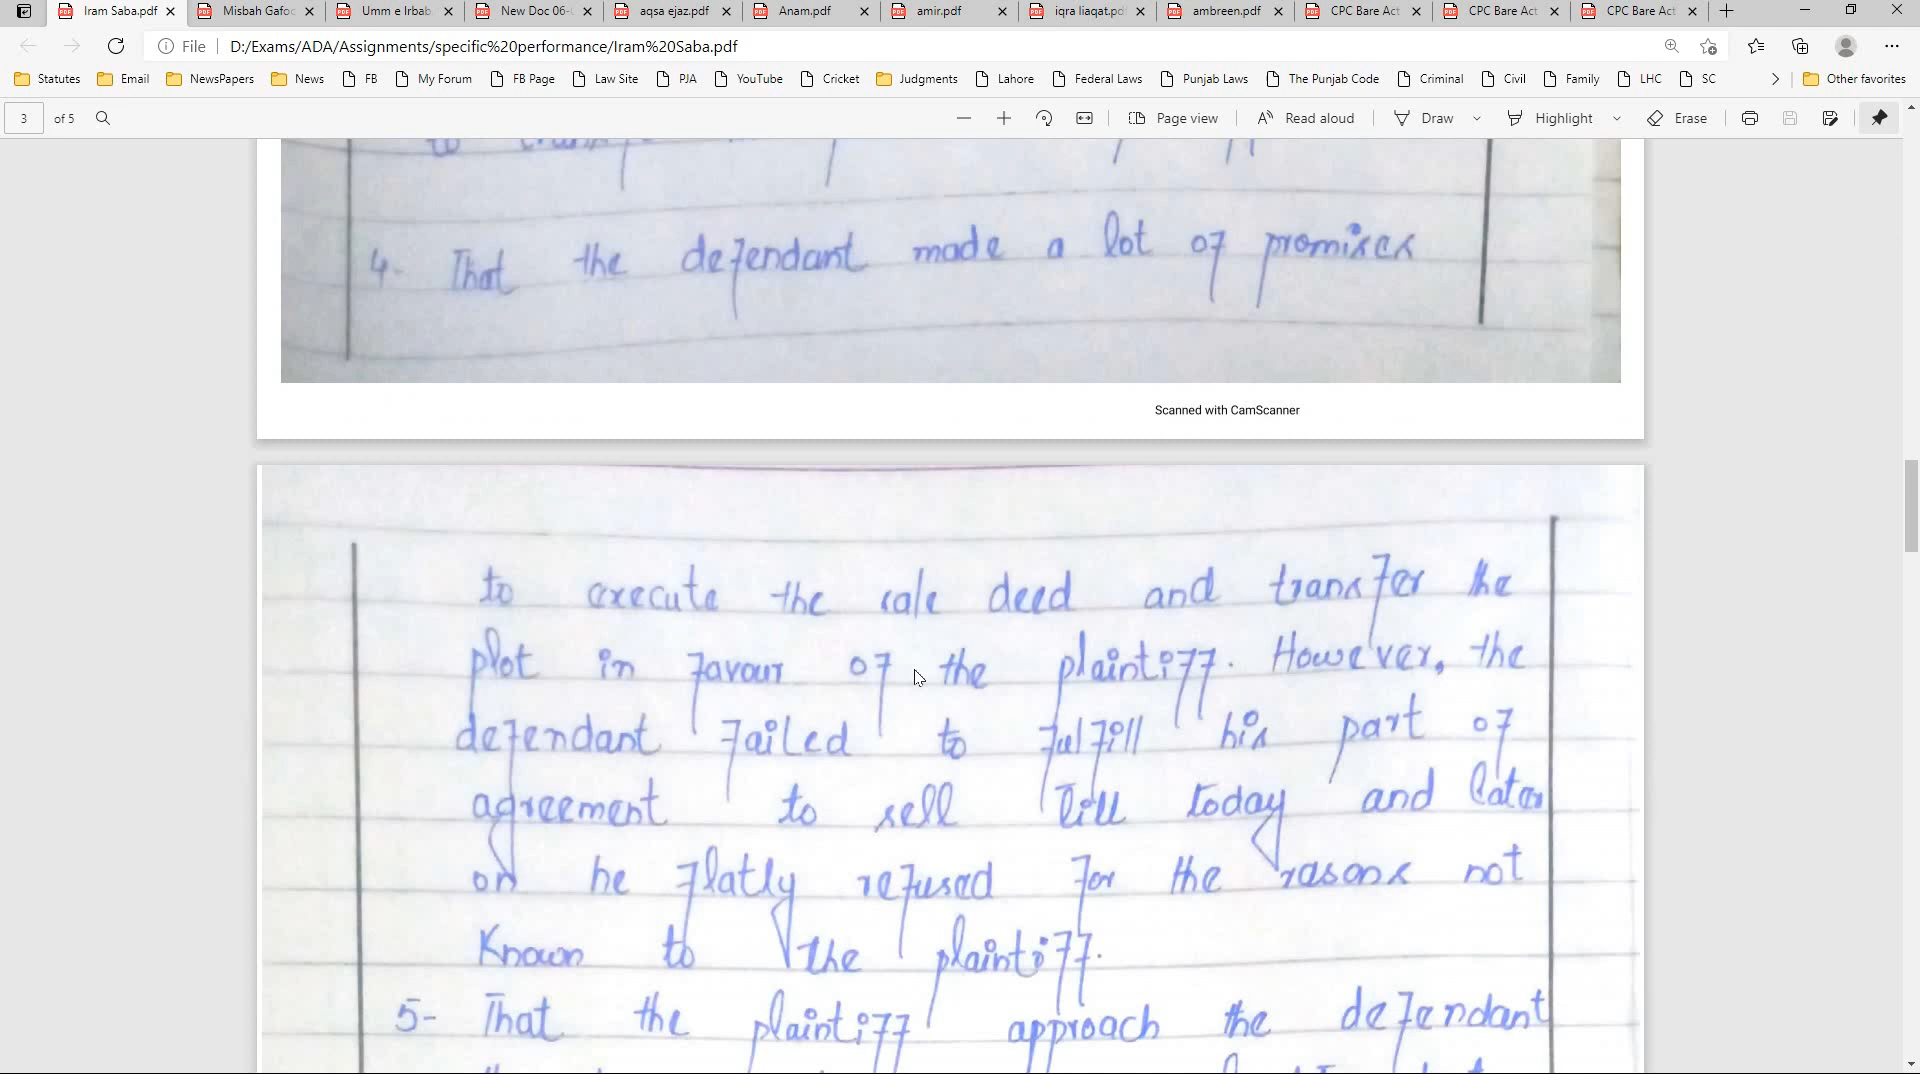 Iram Saba.pdf
Misbah Gafoo
Umm e Irbab
New Doc 06-
aqsa ejaz.pdf
Anam.pdf
amir.pdf
iqra liaqat.pdf
ambreen.pdf
CPC Bare Act
CPC Bare Act
CPC Bare Act
File
D:/Exams/ADA/Assignments/specific%20performance/Iram%20Saba.pdf
Statutes
Email
NewsPapers
News
FB
My Forum
FB Page
Law Site
PJA
YouTube
Cricket
Judgments
Lahore
Federal Laws
Punjab Laws
The Punjab Code
Criminal
Civil
Family
LHC
SC
Other favorites
3 of 5
Page view
Read aloud
Draw
Highlight
Erase
4- That the defendant made a lot of promises
Scanned with CamScanner
to execute the sale deed and transfer the
plot in favour of the plaintiff. However, the
defendant failed to fulfill his part of
agreement to sell till today and later
on he flatly refused for the rasons not
Known to the plaintiff.
5- That the plaintiff approach the defendant